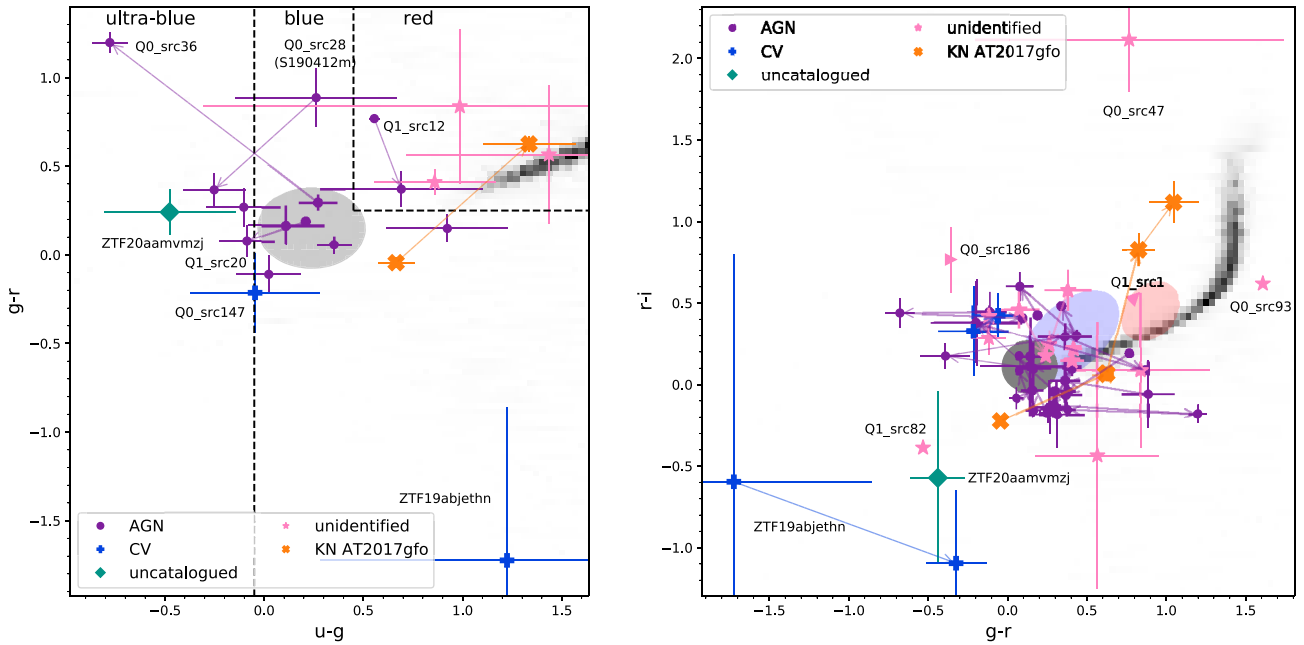 ultra-blue
blue
red
Q0_src36
Q0_src28
(S190412m)
Q1_src12
ZTF20aamvmzj
Q1_src20
Q0_src147
ZTF19abjethn
AGN
CV
uncatalogued
unidentified
KN AT2017gfo
1.0
0.5
0.0
−0.5
−1.0
−1.5
g-r
−0.5
0.0
0.5
1.0
1.5
u-g
AGN
CV
uncatalogued
unidentified
KN AT2017gfo
Q0_src47
Q0_src186
Q1_src1
Q0_src93
Q1_src82
ZTF20aamvmzj
ZTF19abjethn
2.0
1.5
1.0
0.5
0.0
−0.5
−1.0
r-i
−1.5
−1.0
−0.5
0.0
0.5
1.0
1.5
g-r